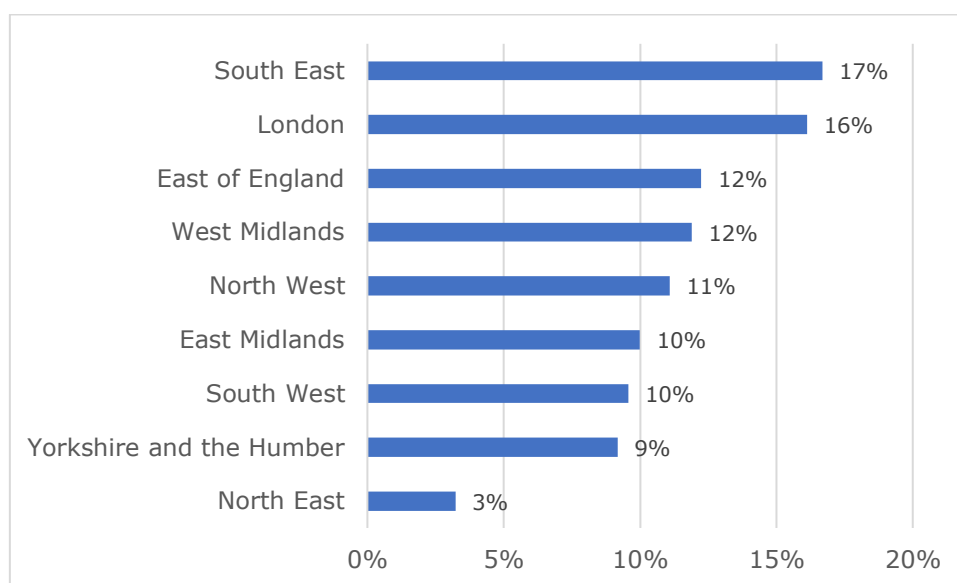 South East 17%
London 16%
East of England 12%
West Midlands 12%
North West 11%
East Midlands 10%
South West 10%
Yorkshire and the Humber 9%
North East 3%
0% 5% 10% 15% 20%